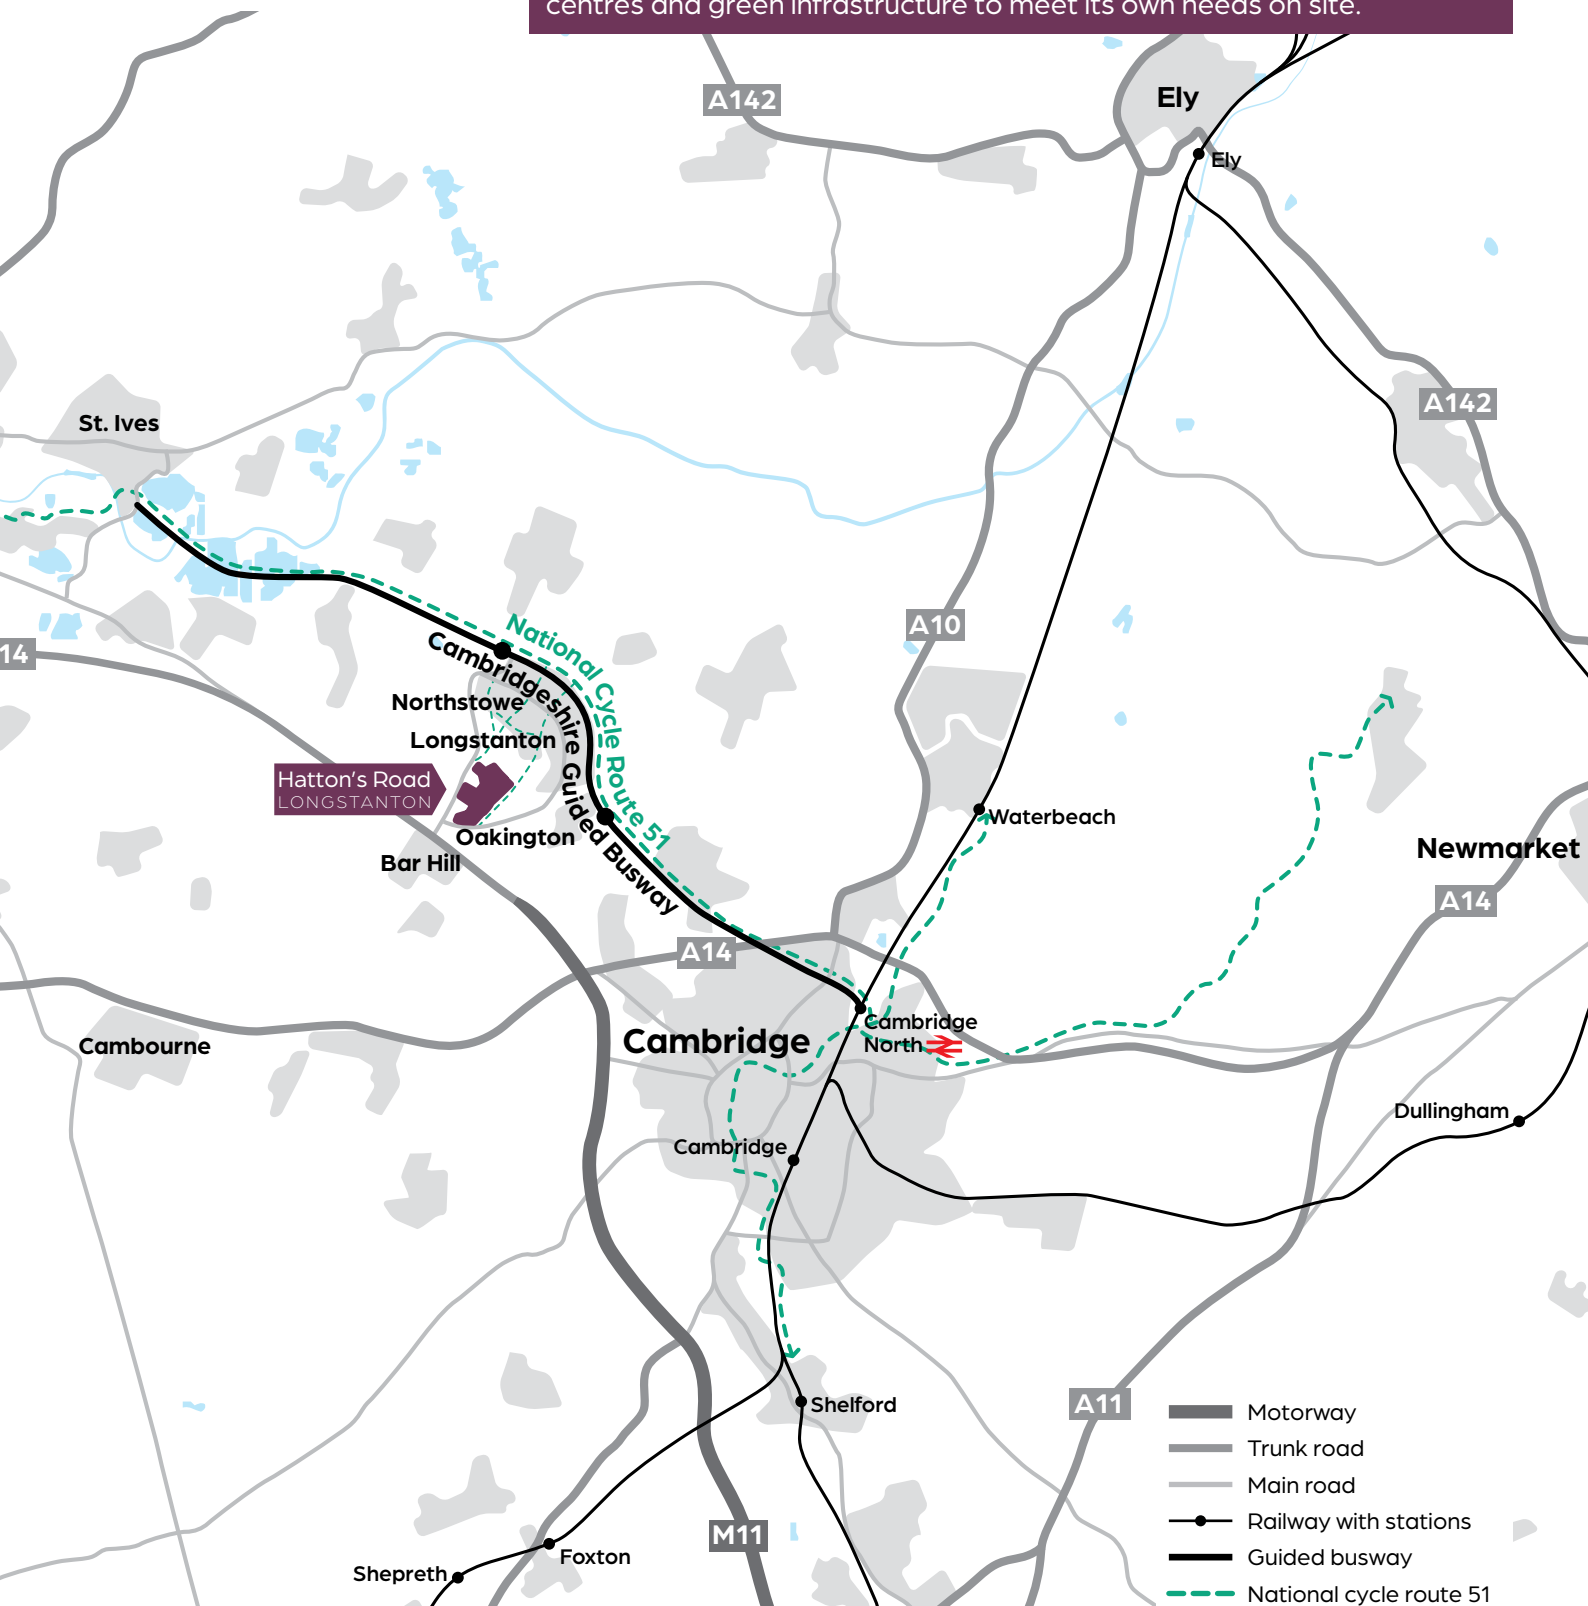 centres and green infrastructure to meet its own needs on site.
A142
Ely
Ely
A142
St. Ives
A10
14
National Cycle Route 51
Cambridgeshire Guided Busway
Northstowe
Longstanton
Hatton's Road
LONGSTANTON
Oakington
Bar Hill
Waterbeach
Newmarket
A14
A14
Cambridge
Cambridge
North
Cambourne
Dullingham
Cambridge
Shelford
A11
M11
Foxton
Shepreth
Motorway
Trunk road
Main road
Railway with stations
Guided busway
National cycle route 51